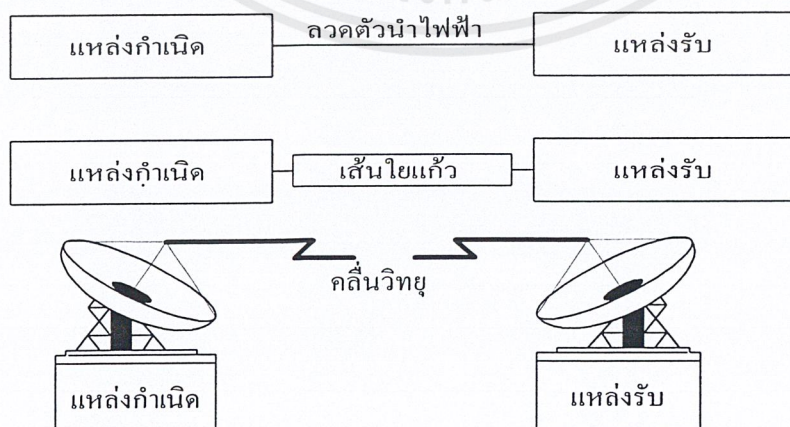 แหล่งกำเนิด ลวดตัวนำไฟฟ้า แหล่งรับ
แหล่งกำเนิด เส้นใยแก้ว แหล่งรับ
คลื่นวิทยุ
แหล่งกำเนิด แหล่งรับ